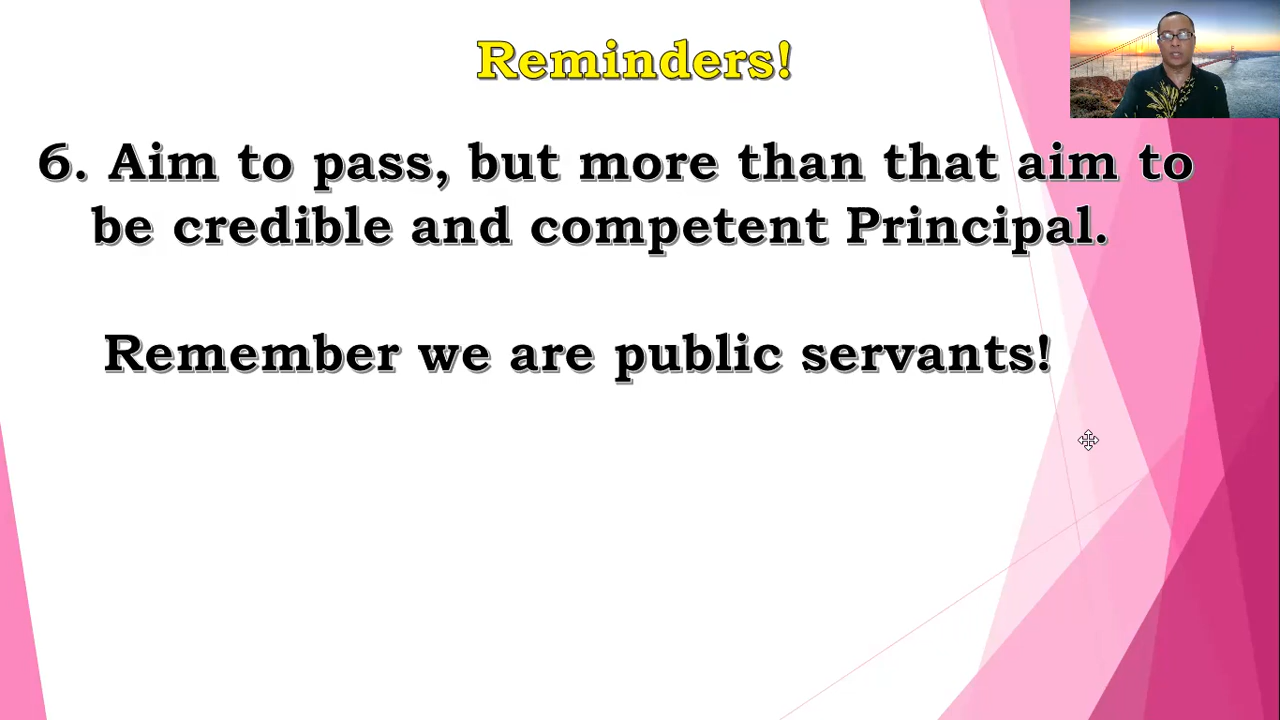 Reminders!
6. Aim to pass, but more than that aim to
be credible and competent Principal.
Remember we are public servants!